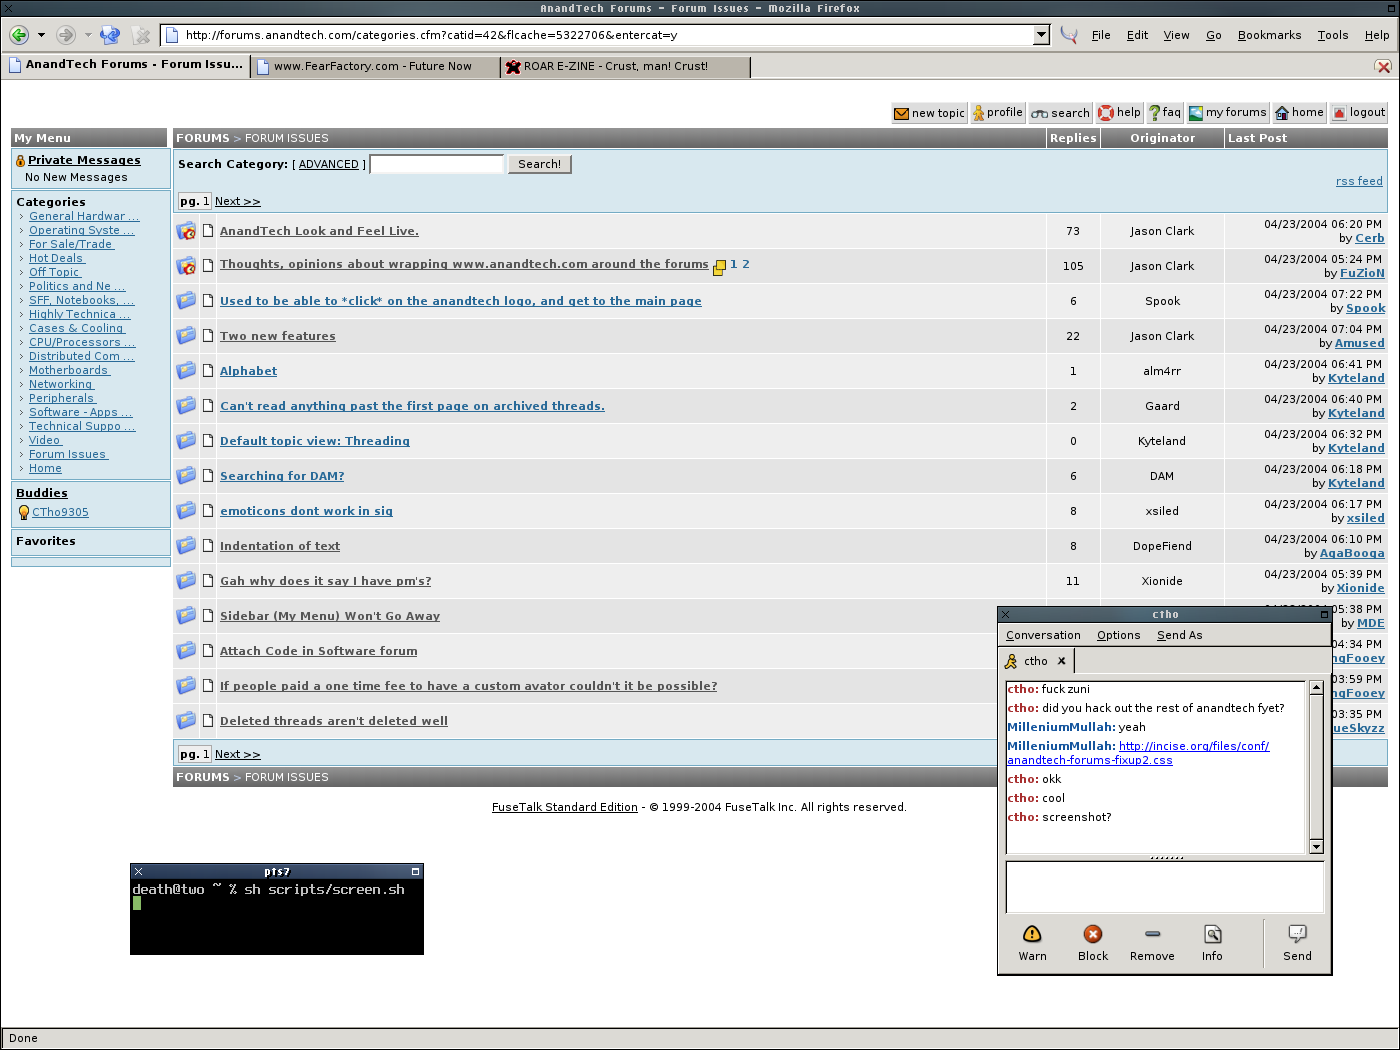 AnandTech Forums - Forum Issues - Mozilla Firefox
http://forums.anandtech.com/categories.cfm?catid=42&flcache=5322706&entercat=y
File Edit View Go Bookmarks Tools Help
AnandTech Forums - Forum Issu...
www.FearFactory.com - Future Now
ROAR E-ZINE - Crust, man! Crust!
new topic profile search help faq my forums home logout
My Menu
Private Messages
No New Messages
Categories
General Hardwar ...
Operating Syste ...
For Sale/Trade
Hot Deals
Off Topic
Politics and Ne ...
SFF, Notebooks, ...
Highly Technica ...
Cases & Cooling
CPU/Processors ...
Distributed Com ...
Motherboards
Networking
Peripherals
Software - Apps ...
Technical Suppo ...
Video
Forum Issues
Home
Buddies
CTho9305
Favorites
FORUMS > FORUM ISSUES Replies Originator Last Post
Search Category: [ ADVANCED ] Search!
rss feed
pg. 1 Next >>
AnandTech Look and Feel Live. 73 Jason Clark 04/23/2004 06:20 PM
by Cerb
Thoughts, opinions about wrapping www.anandtech.com around the forums 1 2 105 Jason Clark 04/23/2004 05:24 PM
by FuZioN
Used to be able to *click* on the anandtech logo, and get to the main page 6 Spook 04/23/2004 07:22 PM
by Spook
Two new features 22 Jason Clark 04/23/2004 07:04 PM
by Amused
Alphabet 1 alm4rr 04/23/2004 06:41 PM
by Kyteland
Can't read anything past the first page on archived threads. 2 Gaard 04/23/2004 06:40 PM
by Kyteland
Default topic view: Threading 0 Kyteland 04/23/2004 06:32 PM
by Kyteland
Searching for DAM? 6 DAM 04/23/2004 06:18 PM
by Kyteland
emoticons dont work in sig 8 xsiled 04/23/2004 06:17 PM
by xsiled
Indentation of text 8 DopeFiend 04/23/2004 06:10 PM
by AgaBooga
Gah why does it say I have pm's? 11 Xionide 04/23/2004 05:39 PM
by Xionide
Sidebar (My Menu) Won't Go Away 05:38 PM
by MDE
Attach Code in Software forum 04:34 PM
ngFooey
If people paid a one time fee to have a custom avator couldn't it be possible? 03:59 PM
ngFooey
Deleted threads aren't deleted well 03:35 PM
ueSkyzz
pg. 1 Next >>
FORUMS > FORUM ISSUES
FuseTalk Standard Edition - © 1999-2004 FuseTalk Inc. All rights reserved.
ctho
Conversation Options Send As
ctho x
ctho: fuck zuni
ctho: did you hack out the rest of anandtech fyet?
MilleniumMullah: yeah
MilleniumMullah: http://incise.org/files/conf/
anandtech-forums-fixup2.css
ctho: okk
ctho: cool
ctho: screenshot?
Warn Block Remove Info Send
pts7
death@two ~ % sh scripts/screen.sh
Done